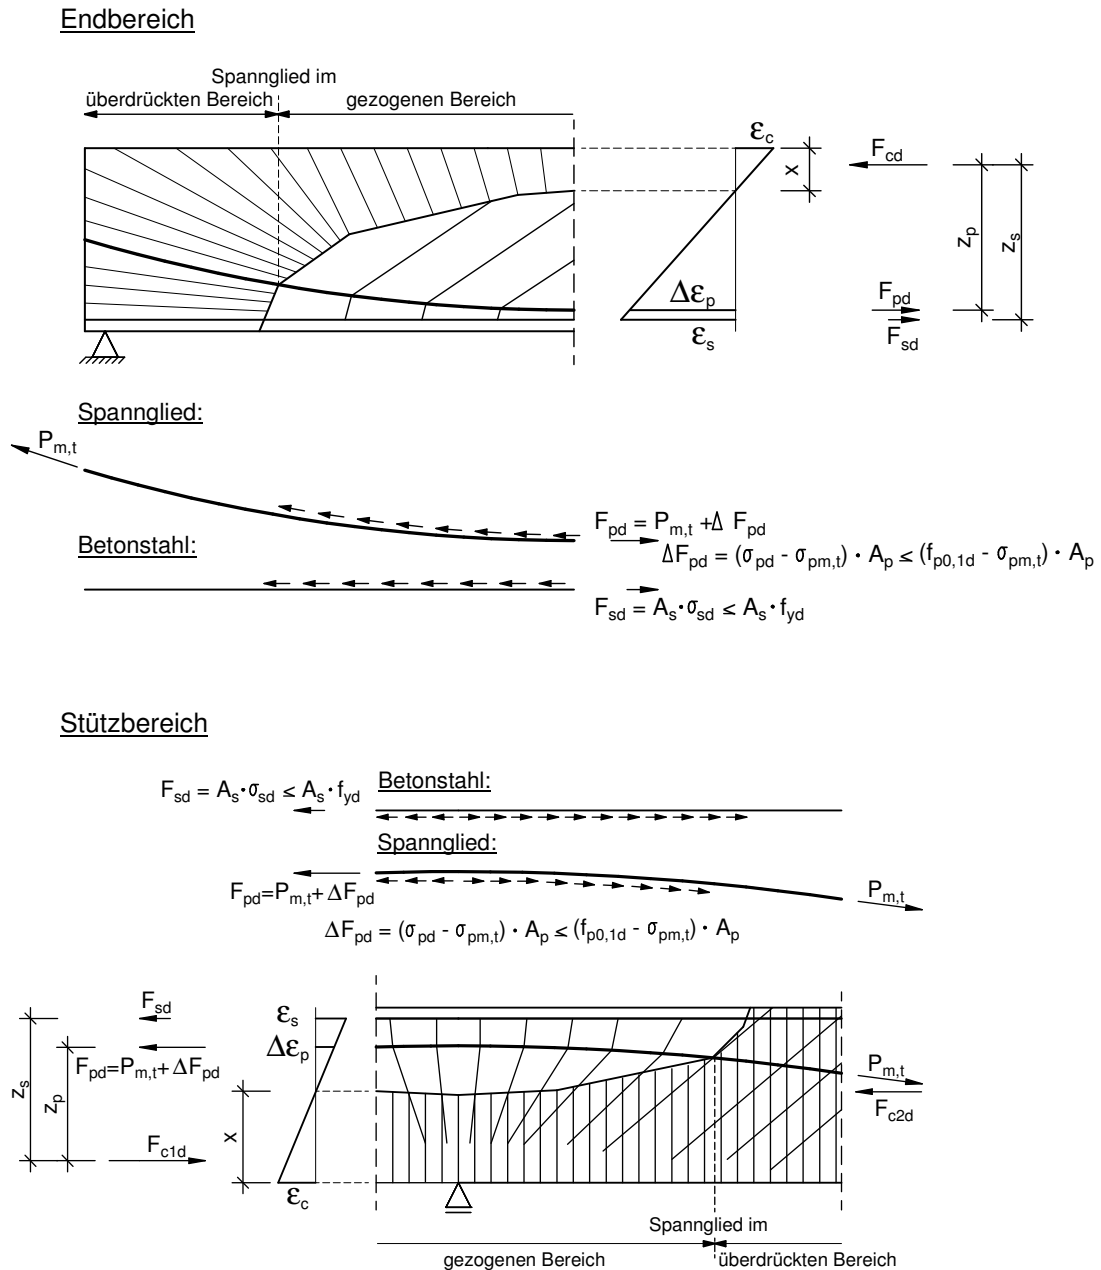 Endbereich
Spannglied im
überdrückten Bereich
gezogenen Bereich
εc
Fcd
x
zp
zs
Δεp
εs
Fpd
Fsd
Spannglied:
Pm,t
Fpd = Pm,t + Δ Fpd
ΔFpd = (σpd - σpm,t) · Ap ≤ (fp0,1d - σpm,t) · Ap
Betonstahl:
Fsd = As · σsd ≤ As · fyd
Stützbereich
Fsd = As · σsd ≤ As · fyd
Betonstahl:
Spannglied:
Fpd=Pm,t+ ΔFpd
Pm,t
ΔFpd = (σpd - σpm,t) · Ap ≤ (fp0,1d - σpm,t) · Ap
Fsd
εs
Δεp
Fpd=Pm,t+ ΔFpd
zs
zp
x
Fc1d
εc
Pm,t
Fc2d
Spannglied im
gezogenen Bereich
überdrückten Bereich